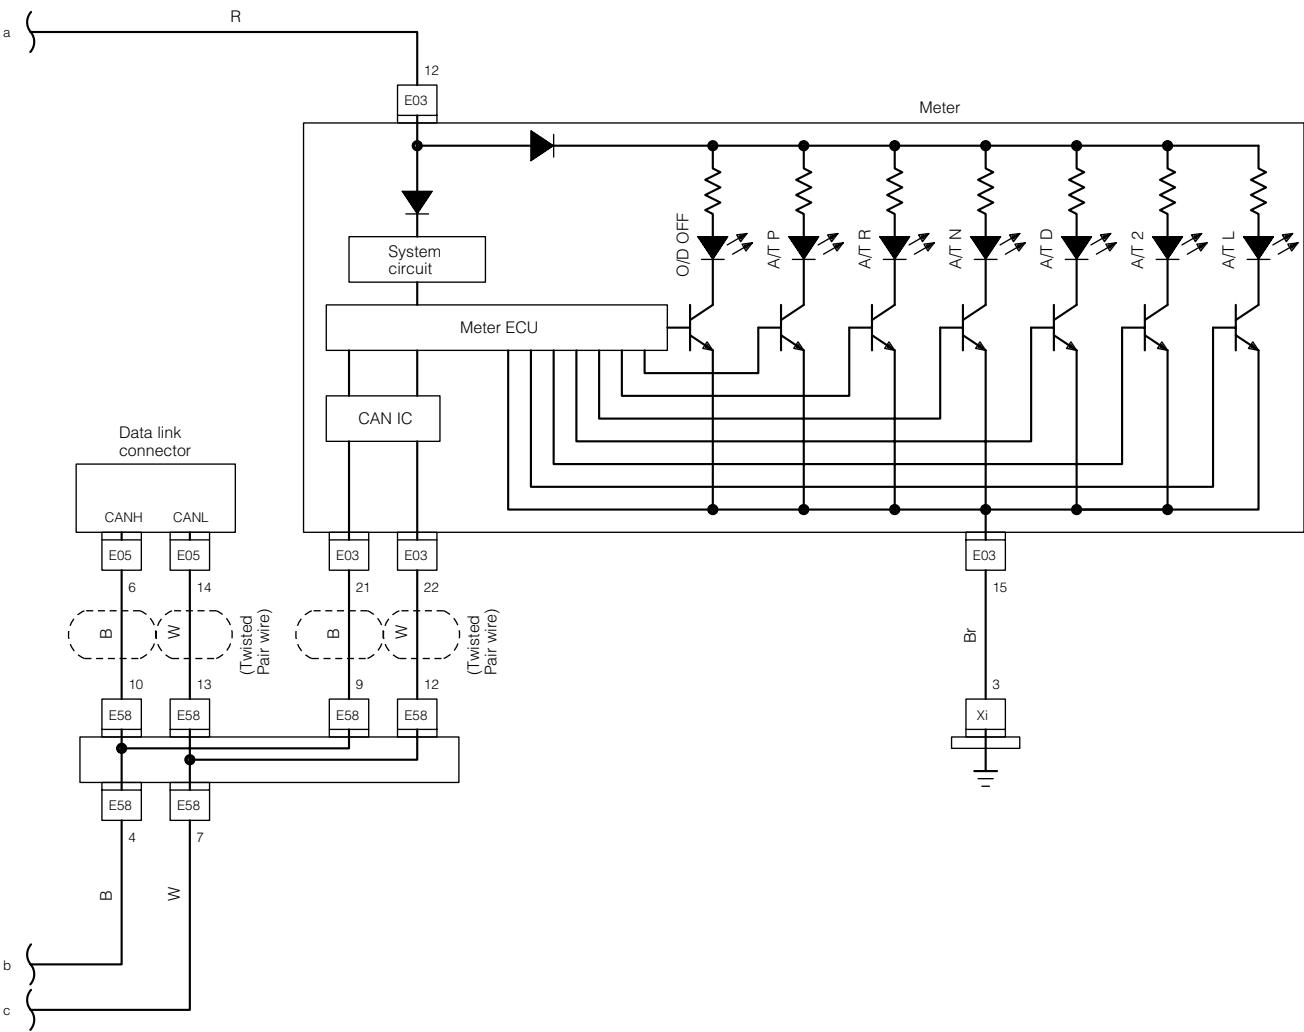 a
R
12
E03
Meter
O/D OFF
A/T P
A/T R
A/T N
A/T D
A/T 2
A/T L
System
circuit
Meter ECU
CAN IC
Data link
connector
CANH
CANL
E05
E05
E03
E03
E03
6
14
21
22
15
B
W
(Twisted
Pair wire)
B
W
(Twisted
Pair wire)
Br
10
13
9
12
3
E58
E58
E58
E58
Xi
E58
E58
4
7
B
W
b
c